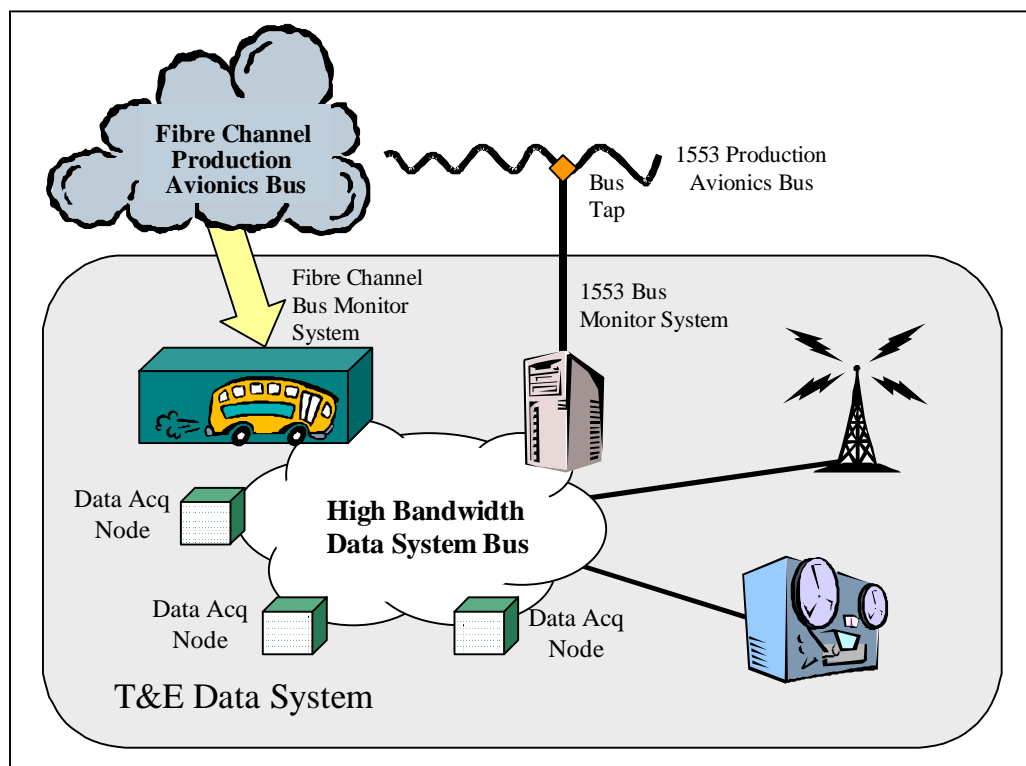 Fibre Channel
Production
Avionics Bus
1553 Production
Avionics Bus
Bus
Tap
Fibre Channel
Bus Monitor
System
1553 Bus
Monitor System
Data Acq
Node
High Bandwidth
Data System Bus
Data Acq
Node
Data Acq
Node
T&E Data System